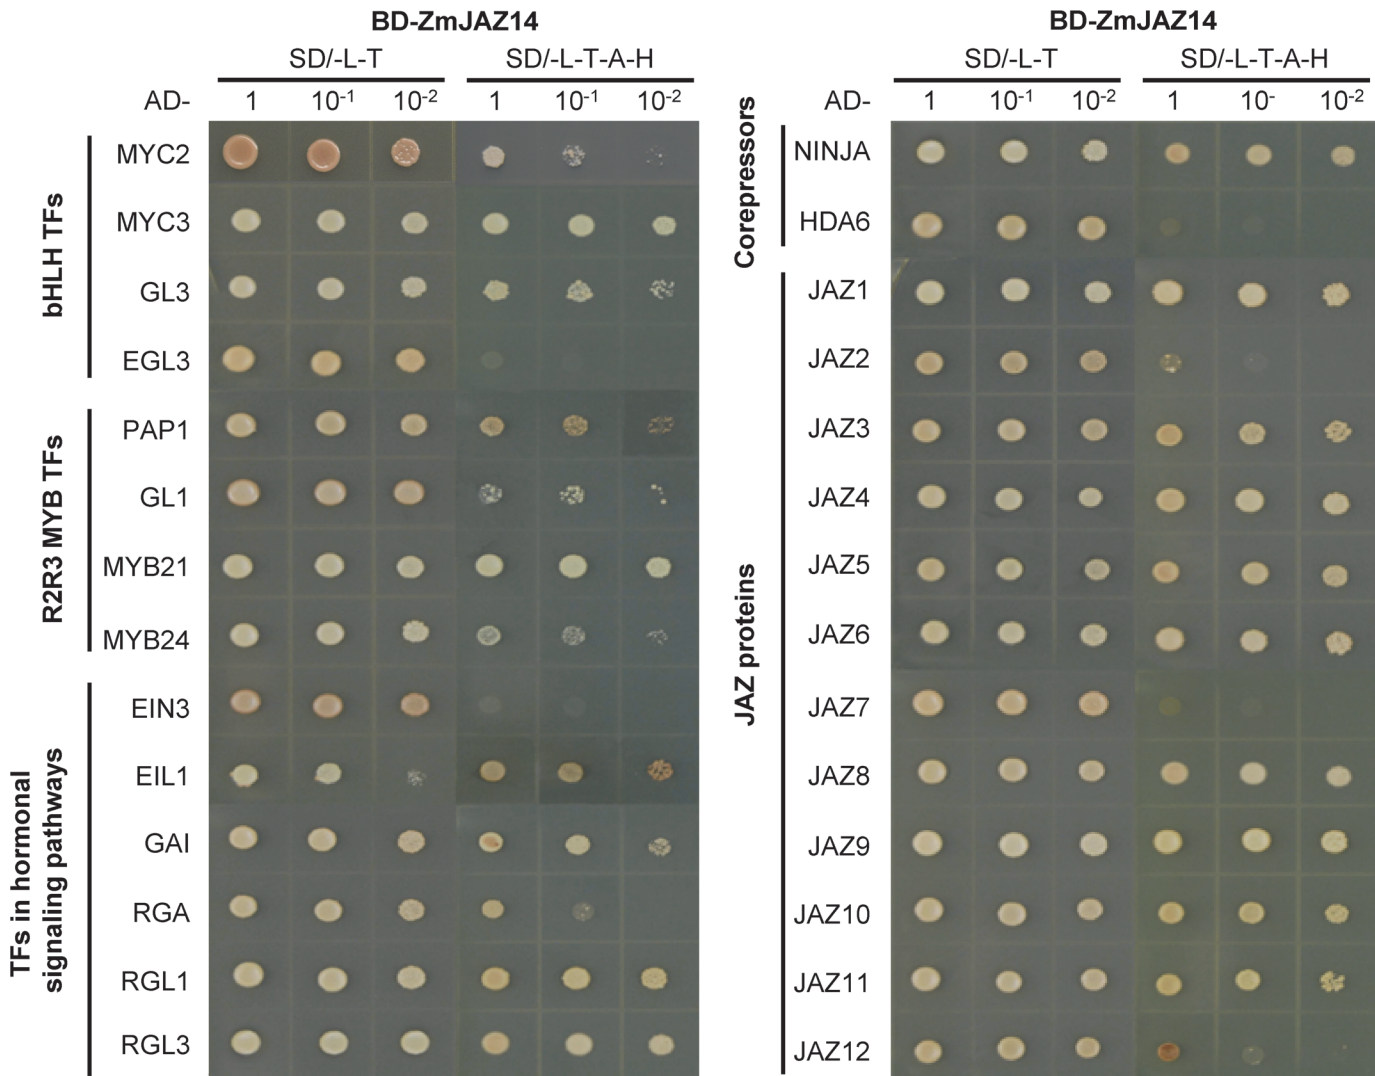 BD-ZmJAZ14
SD/-L-T
SD/-L-T-A-H
AD-
1
10-1
10-2
1
10-1
10-2
bHLH TFs
MYC2
MYC3
GL3
EGL3
R2R3 MYB TFs
PAP1
GL1
MYB21
MYB24
TFs in hormonal
signaling pathways
EIN3
EIL1
GAI
RGA
RGL1
RGL3
BD-ZmJAZ14
SD/-L-T
SD/-L-T-A-H
AD-
1
10-1
10-2
1
10-
10-2
Corepressors
NINJA
HDA6
JAZ proteins
JAZ1
JAZ2
JAZ3
JAZ4
JAZ5
JAZ6
JAZ7
JAZ8
JAZ9
JAZ10
JAZ11
JAZ12